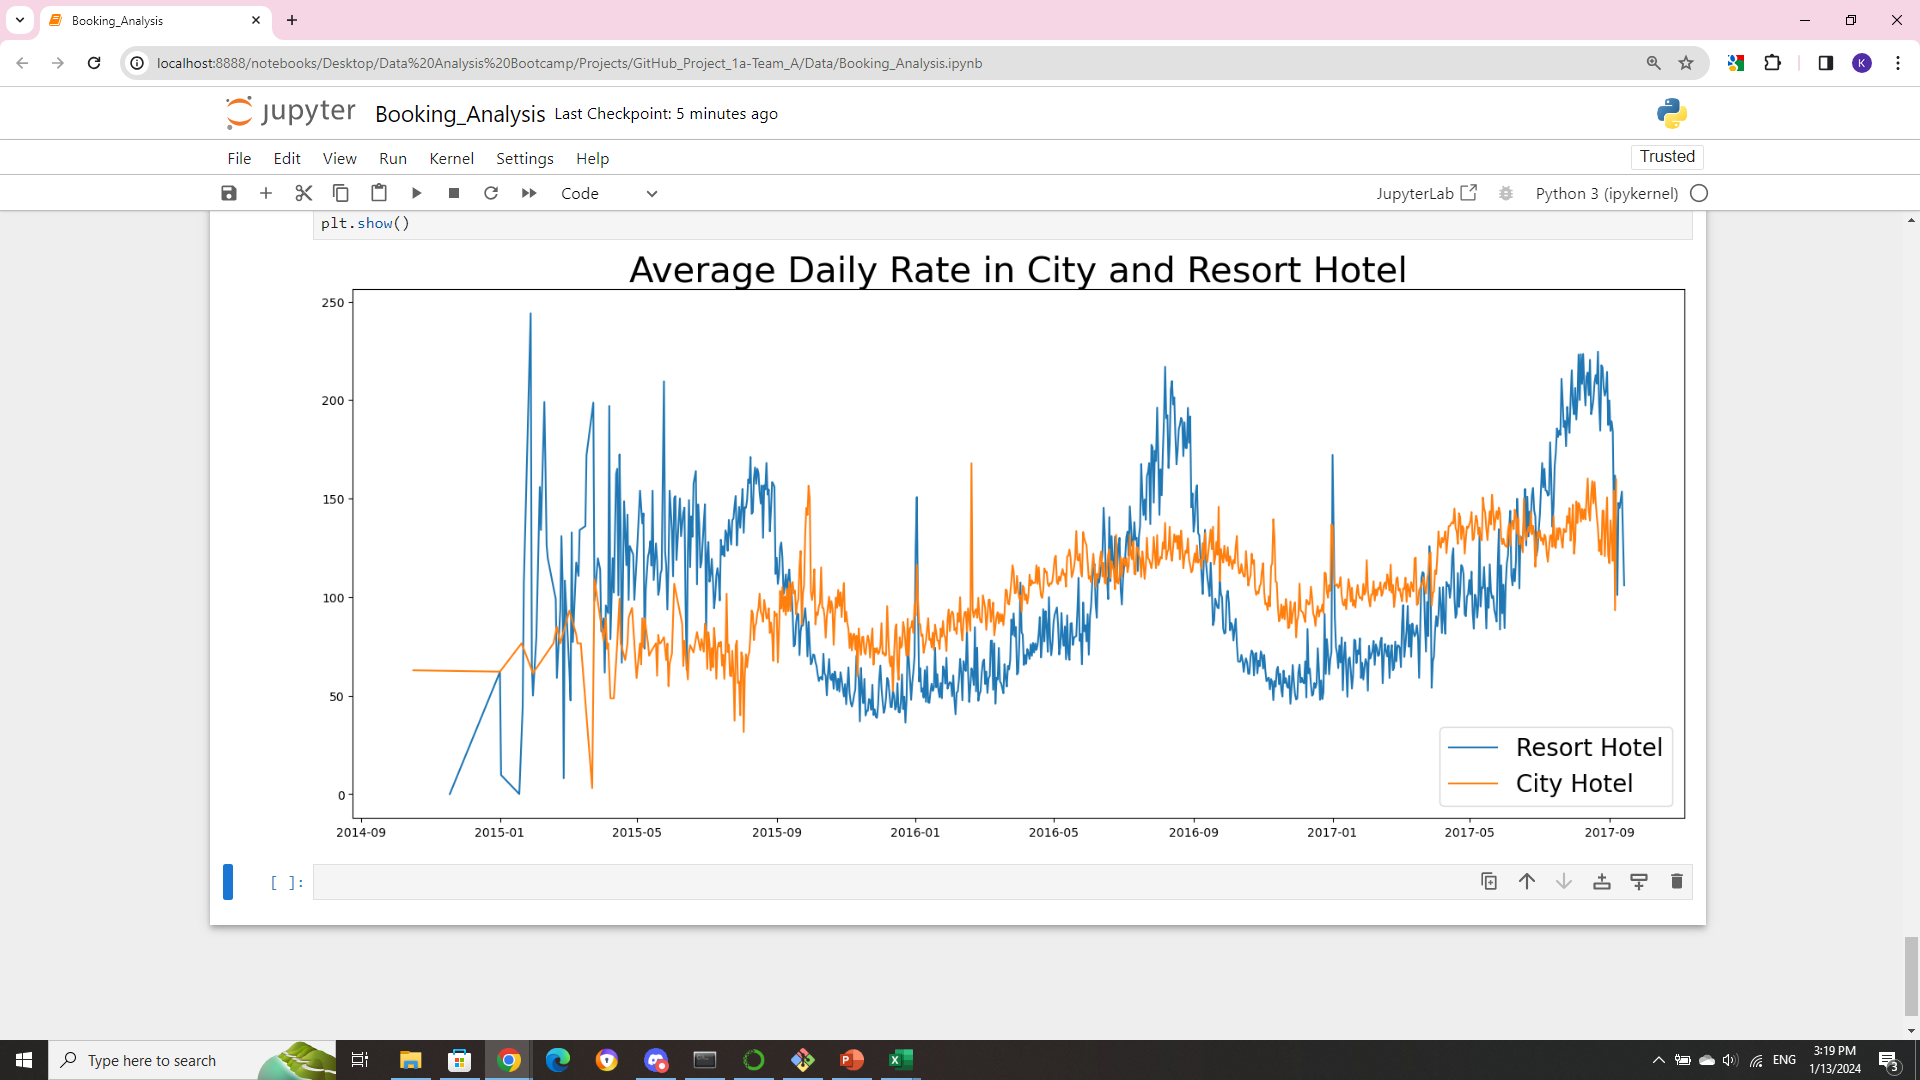 Booking_Analysis
localhost:8888/notebooks/Desktop/Data%20Analysis%20Bootcamp/Projects/GitHub_Project_1a-Team_A/Data/Booking_Analysis.ipynb
K
jupyter Booking_Analysis Last Checkpoint: 5 minutes ago
File Edit View Run Kernel Settings Help
Trusted
Code
JupyterLab
Python 3 (ipykernel)
plt.show()
Average Daily Rate in City and Resort Hotel
250
200
150
100
50
0
Resort Hotel
City Hotel
2014-09 2015-01 2015-05 2015-09 2016-01 2016-05 2016-09 2017-01 2017-05 2017-09
[ ]:
Type here to search
ENG
3:19 PM
1/13/2024
3